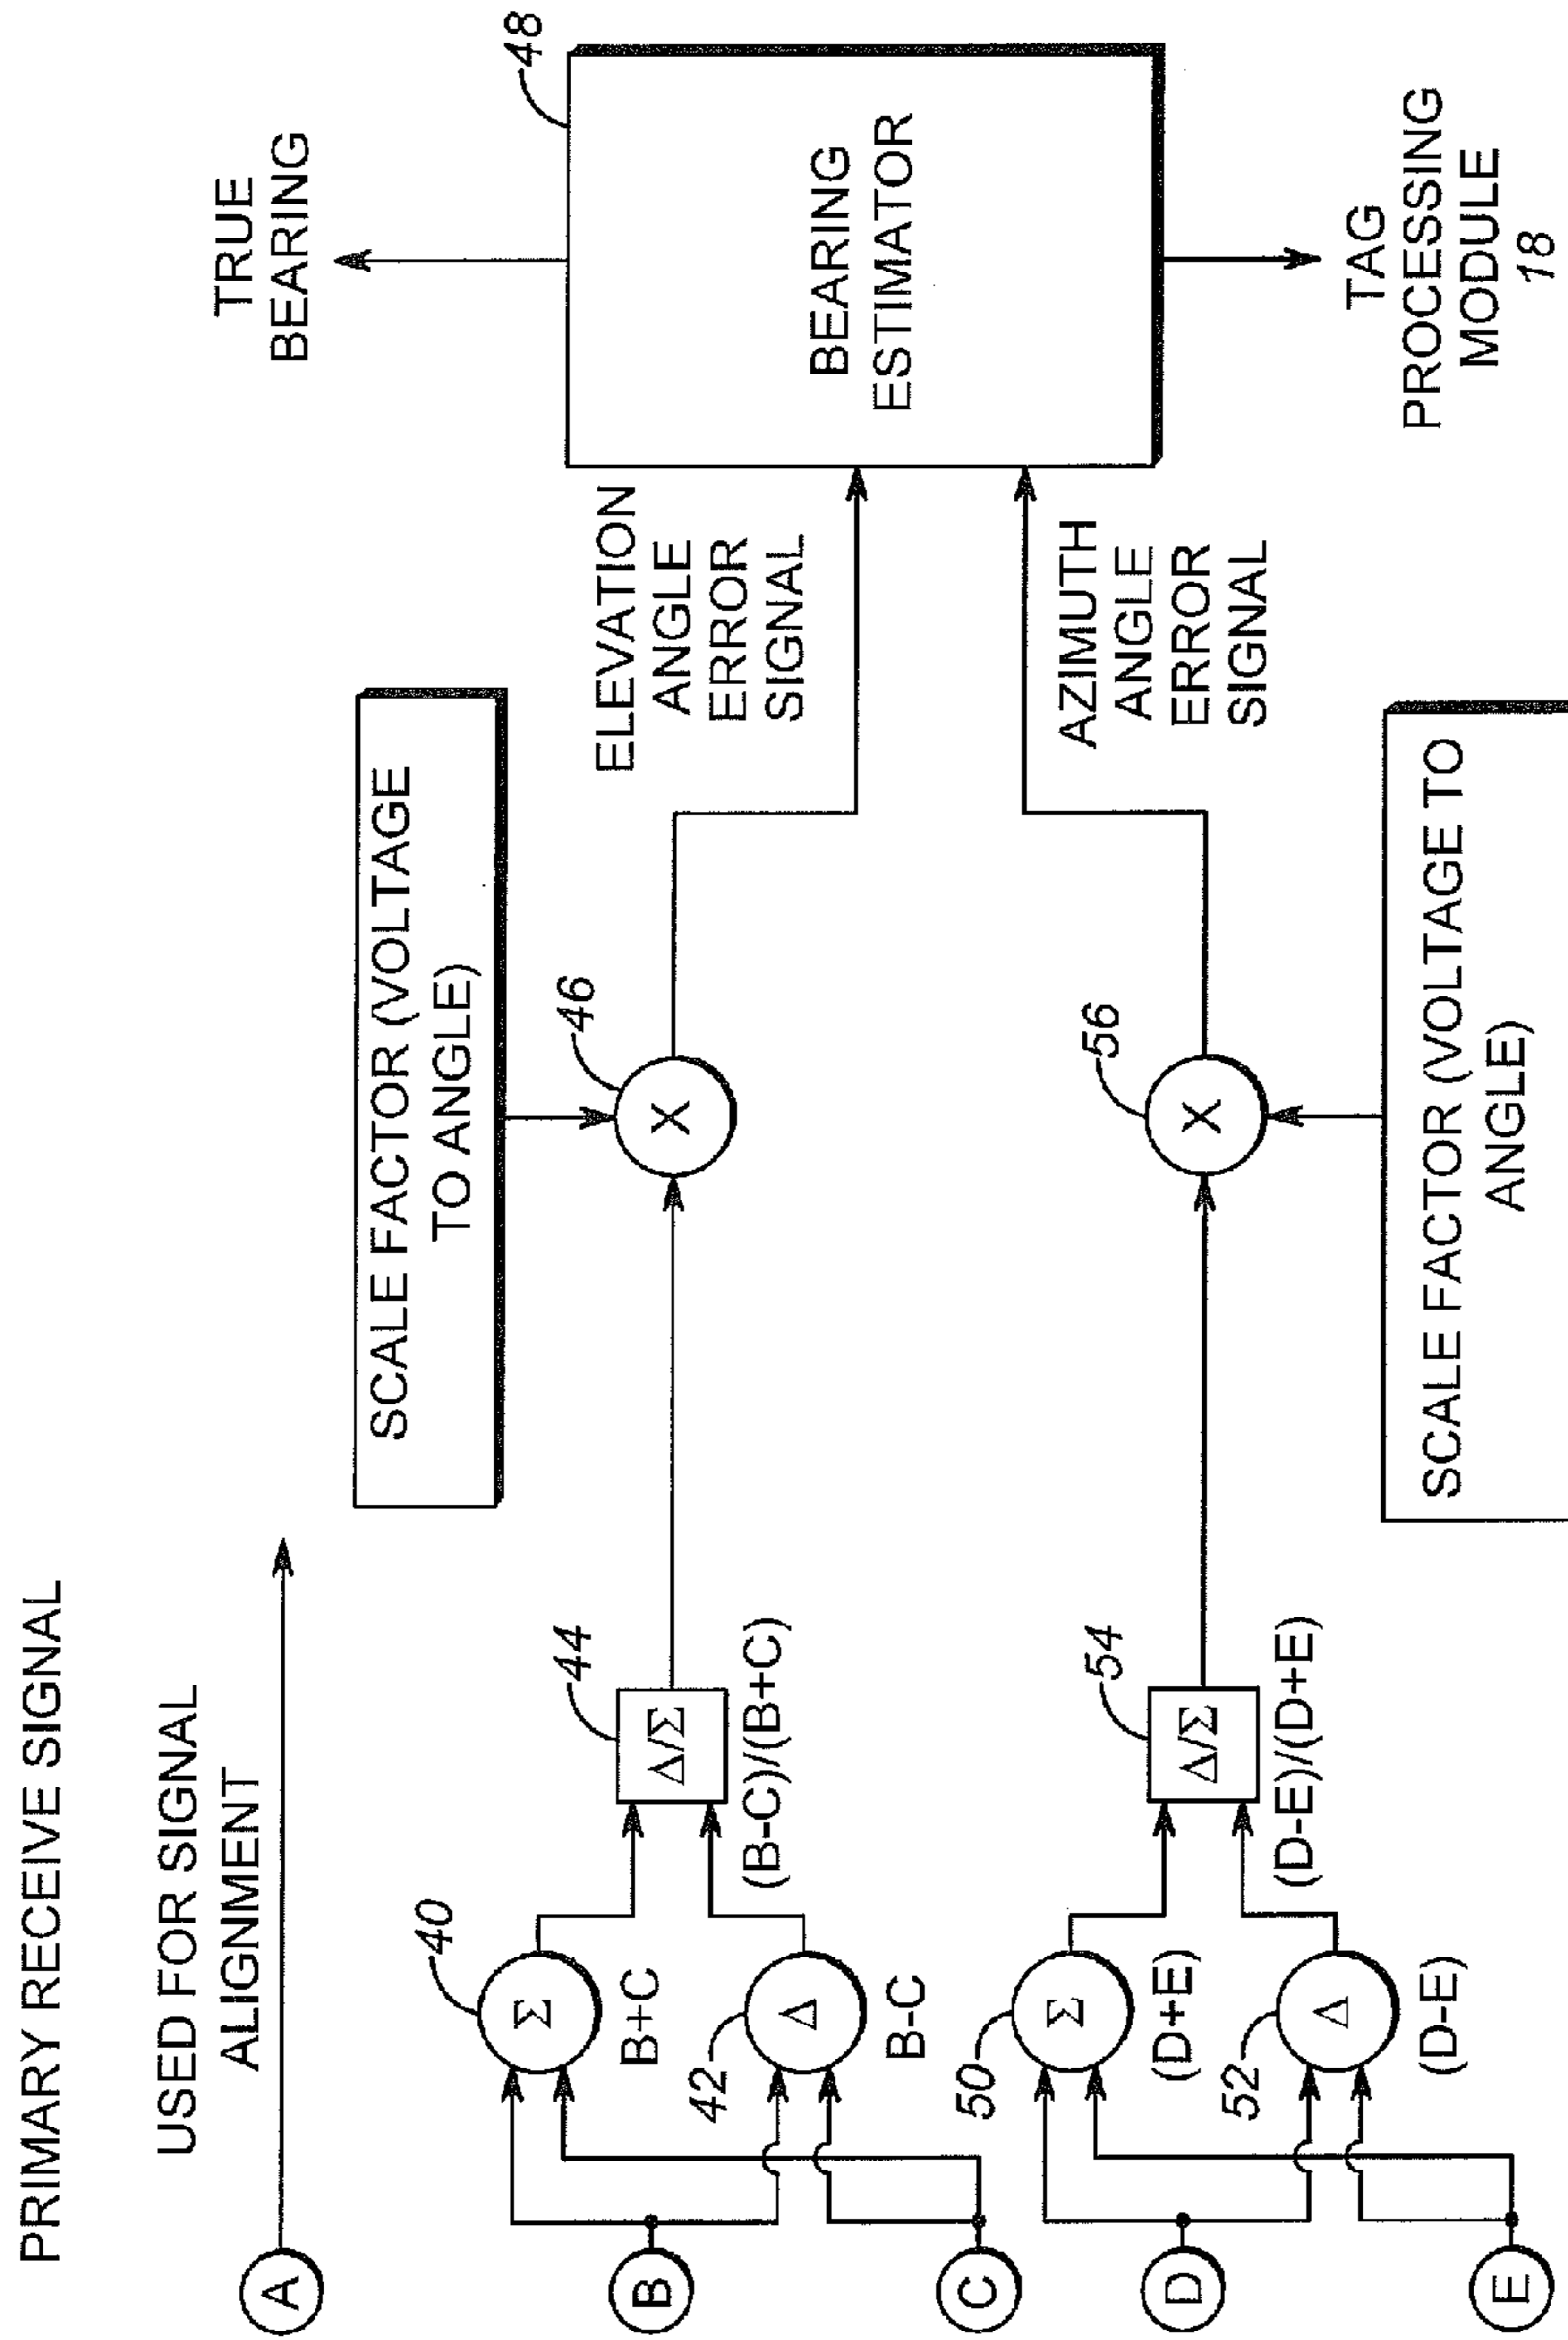 PRIMARY RECEIVE SIGNAL
USED FOR SIGNAL
ALIGNMENT
A
SCALE FACTOR (VOLTAGE
TO ANGLE)
TRUE
BEARING
40
Σ
B+C
44
Δ/Σ
(B-C)/(B+C)
46
X
ELEVATION
ANGLE
ERROR
SIGNAL
48
BEARING
ESTIMATOR
B
42
Δ
B-C
C
50
Σ
(D+E)
54
Δ/Σ
(D-E)/(D+E)
56
X
AZIMUTH
ANGLE
ERROR
SIGNAL
D
52
Δ
(D-E)
E
SCALE FACTOR (VOLTAGE TO
ANGLE)
TAG
PROCESSING
MODULE
18